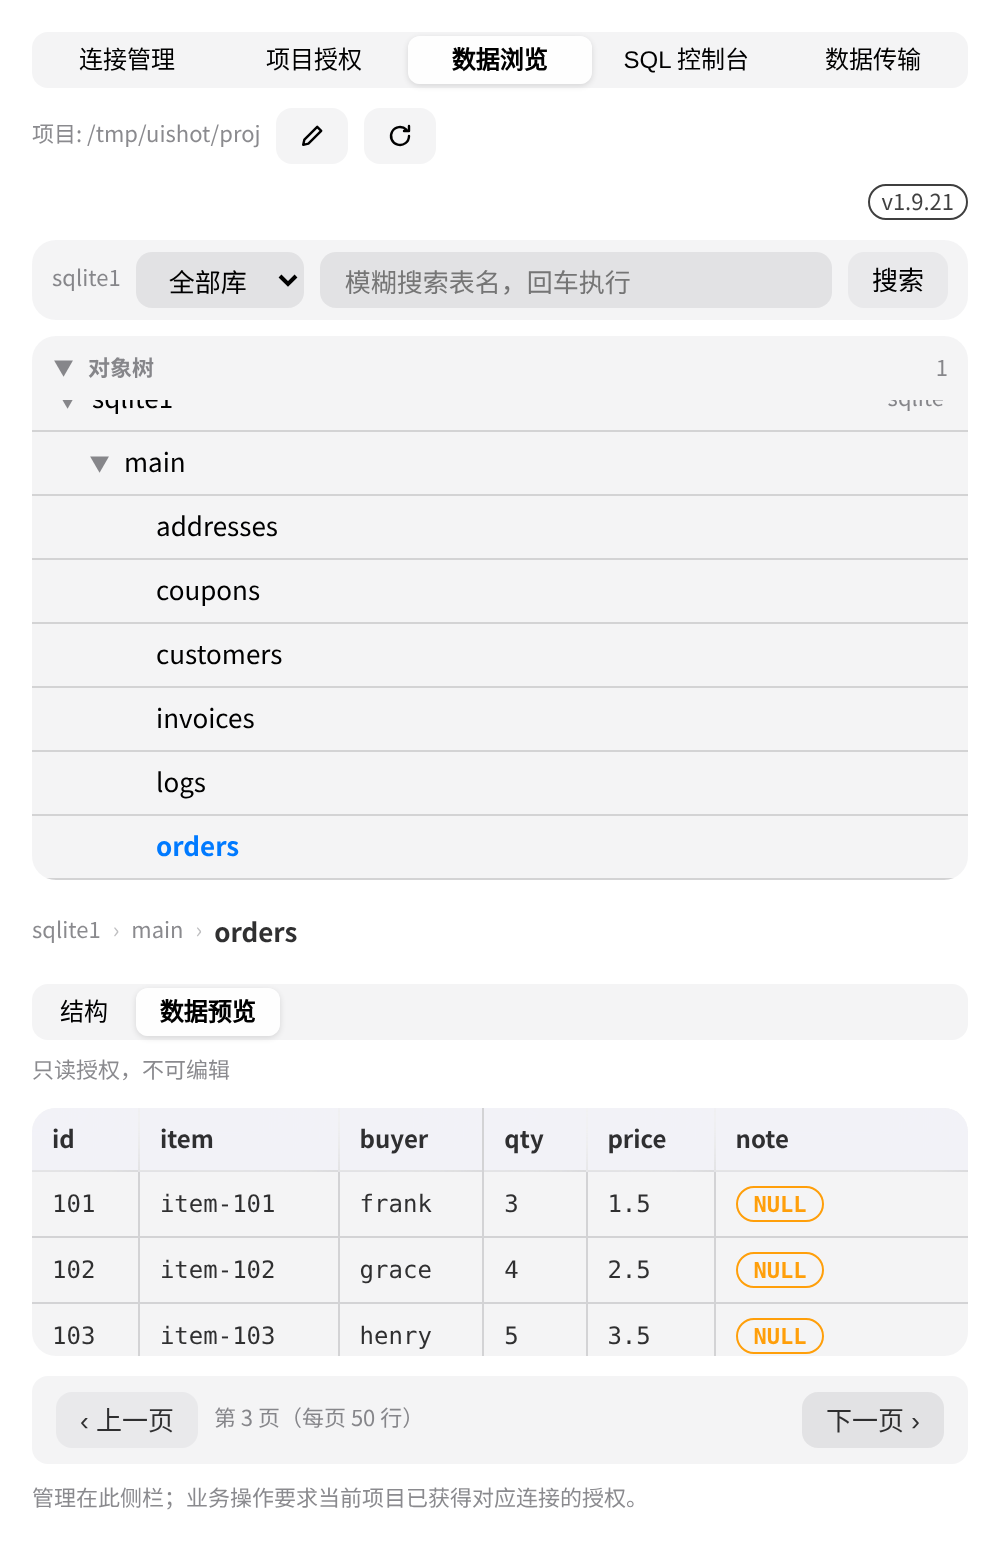 连接管理 项目授权 数据浏览 SQL 控制台 数据传输
项目: /tmp/uishot/proj
v1.9.21
sqlite1 全部库 模糊搜索表名，回车执行 搜索
对象树 1
sqlite1 sqlite
main
addresses
coupons
customers
invoices
logs
orders
sqlite1 › main › orders
结构 数据预览
只读授权，不可编辑
id item buyer qty price note
101 item-101 frank 3 1.5 NULL
102 item-102 grace 4 2.5 NULL
103 item-103 henry 5 3.5 NULL
‹ 上一页 第 3 页（每页 50 行） 下一页 ›
管理在此侧栏；业务操作要求当前项目已获得对应连接的授权。